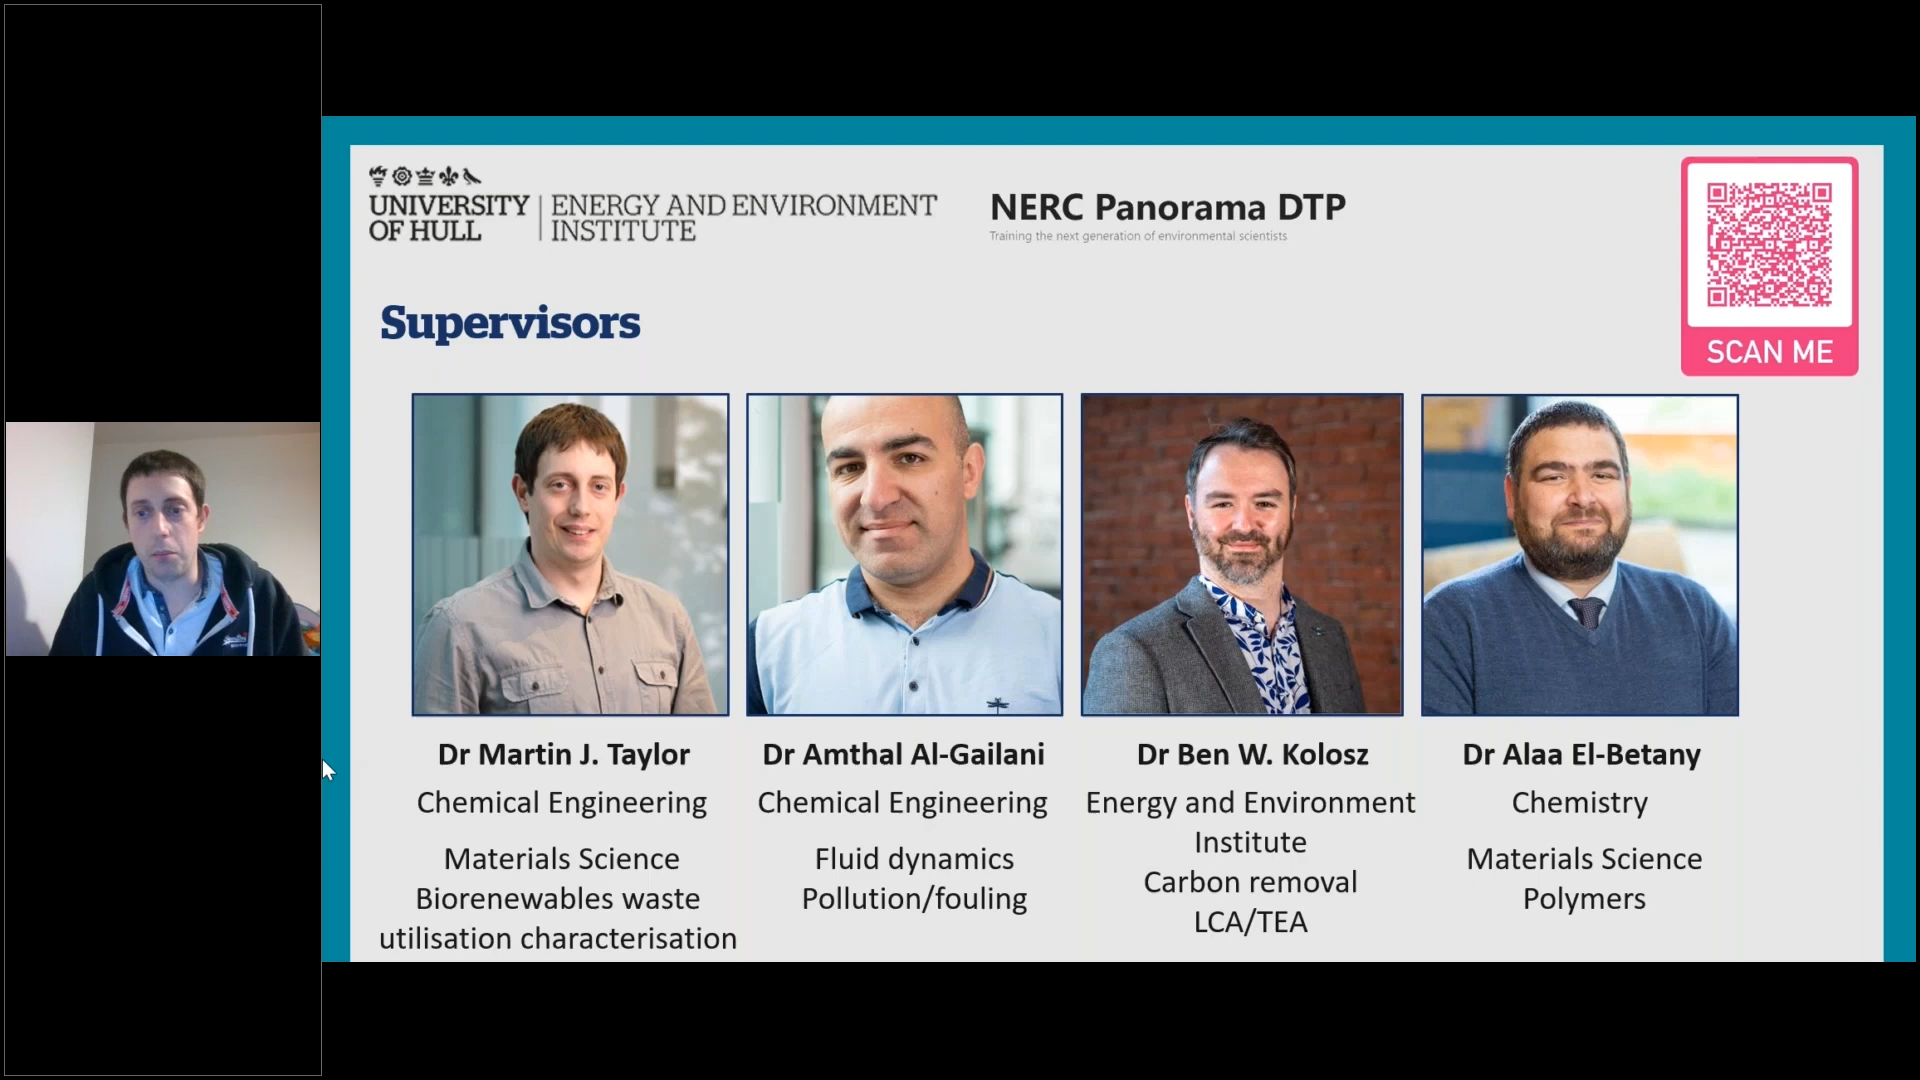 UNIVERSITY
OF HULL
ENERGY AND ENVIRONMENT
INSTITUTE
NERC Panorama DTP
Training the next generation of environmental scientists
SCAN ME
Supervisors
Dr Martin J. Taylor
Chemical Engineering
Materials Science
Biorenewables waste
utilisation characterisation
Dr Amthal Al-Gailani
Chemical Engineering
Fluid dynamics
Pollution/fouling
Dr Ben W. Kolosz
Energy and Environment
Institute
Carbon removal
LCA/TEA
Dr Alaa El-Betany
Chemistry
Materials Science
Polymers